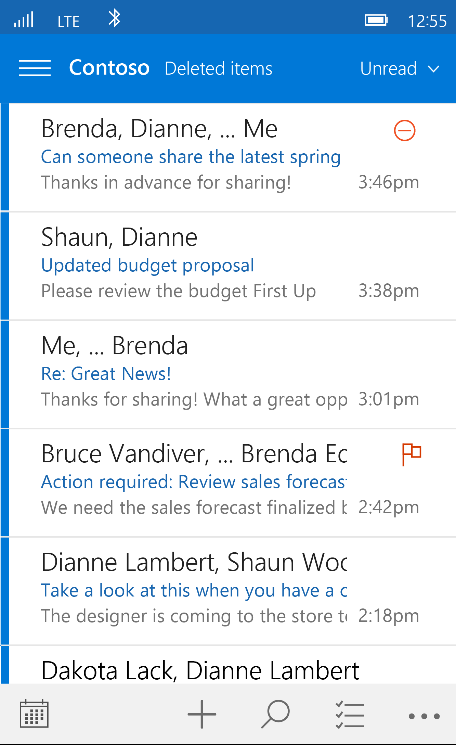 LTE 12:55
Contoso Deleted items Unread
Brenda, Dianne, ... Me
Can someone share the latest spring
Thanks in advance for sharing! 3:46pm
Shaun, Dianne
Updated budget proposal
Please review the budget First Up 3:38pm
Me, ... Brenda
Re: Great News!
Thanks for sharing! What a great opp 3:01pm
Bruce Vandiver, ... Brenda Ec
Action required: Review sales forecas
We need the sales forecast finalized 2:42pm
Dianne Lambert, Shaun Woo
Take a look at this when you have a c
The designer is coming to the store to 2:18pm
Dakota Lack, Dianne Lambert